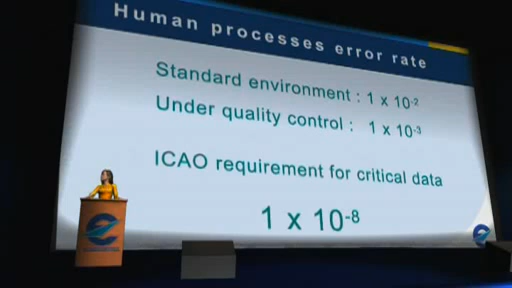 Human processes error rate
Standard environment : 1 x 10⁻²
Under quality control : 1 x 10⁻³
ICAO requirement for critical data
1 x 10⁻⁸